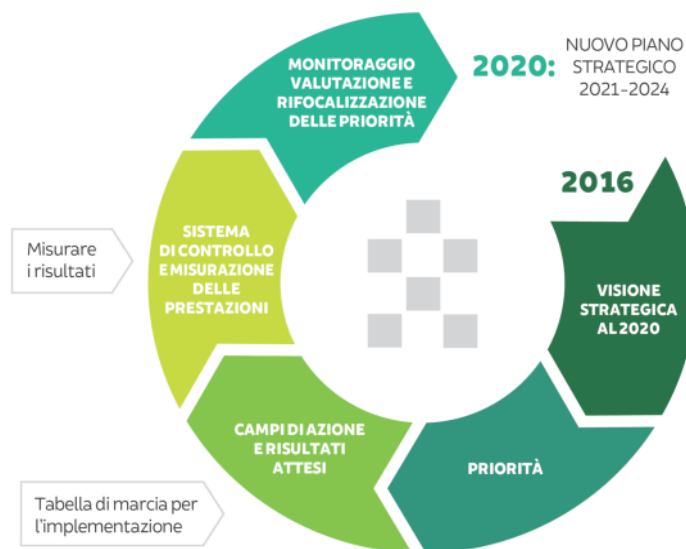 MONITORAGGIO
VALUTAZIONE E
RIFOCALIZZAZIONE
DELLE PRIORITÀ
2020:
NUOVO PIANO
STRATEGICO
2021-2024
2016
VISIONE
STRATEGICA
AL 2020
PRIORITÀ
CAMPI DI AZIONE
E RISULTATI
ATTESI
Tabella di marcia per
l'implementazione
SISTEMA
DI CONTROLLO
E MISURAZIONE
DELLE
PRESTAZIONI
Misurare
i risultati